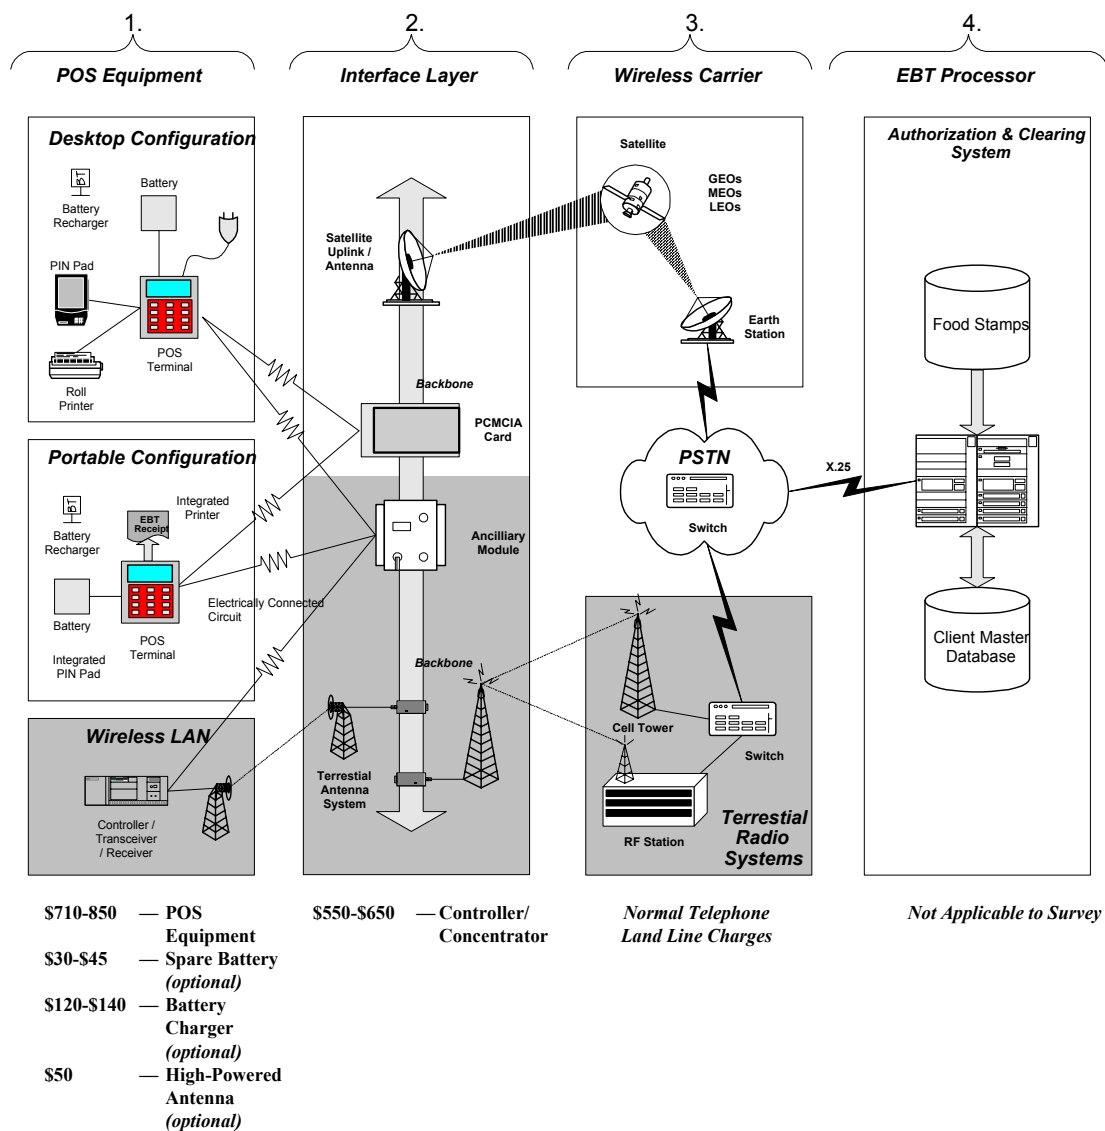 1.
2.
3.
4.
POS Equipment
Interface Layer
Wireless Carrier
EBT Processor
Desktop Configuration
BT
Battery
Recharger
Battery
PIN Pad
POS
Terminal
Roll
Printer
Portable Configuration
BT
Battery
Recharger
EBT
Receipt
Integrated
Printer
Battery
Integrated
PIN Pad
POS
Terminal
Electrically Connected
Circuit
Wireless LAN
Controller /
Transceiver
/ Receiver
Satellite
Uplink /
Antenna
Backbone
PCMCIA
Card
Ancilliary
Module
Backbone
Terrestial
Antenna
System
Satellite
GEOs
MEOs
LEOs
Earth
Station
PSTN
Switch
X.25
Cell Tower
Switch
RF Station
Terrestial
Radio
Systems
Authorization & Clearing
System
Food Stamps
Client Master
Database
$710-850 — POS
Equipment
$30-$45 — Spare Battery
(optional)
$120-$140 — Battery
Charger
(optional)
$50 — High-Powered
Antenna
(optional)
$550-$650 — Controller/
Concentrator
Normal Telephone
Land Line Charges
Not Applicable to Survey